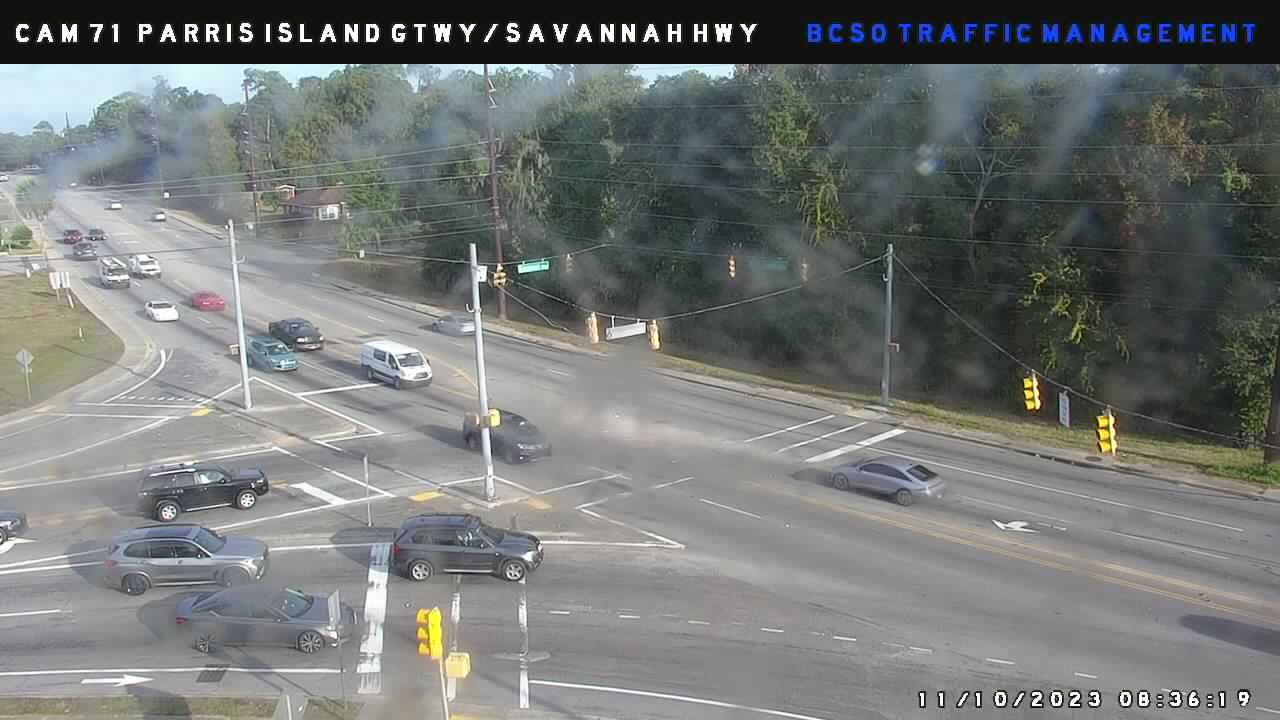 CAM 71 PARRIS ISLAND GTWY/SAVANNAH HWY BCSO TRAFFIC MANAGEMENT
11/10/2023 08:36:19